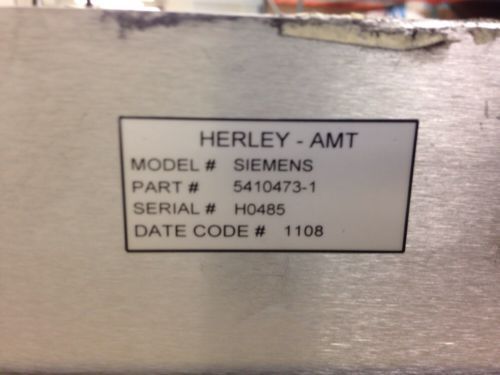 HERLEY - AMT
MODEL # SIEMENS
PART # 5410473-1
SERIAL # H0485
DATE CODE # 1108